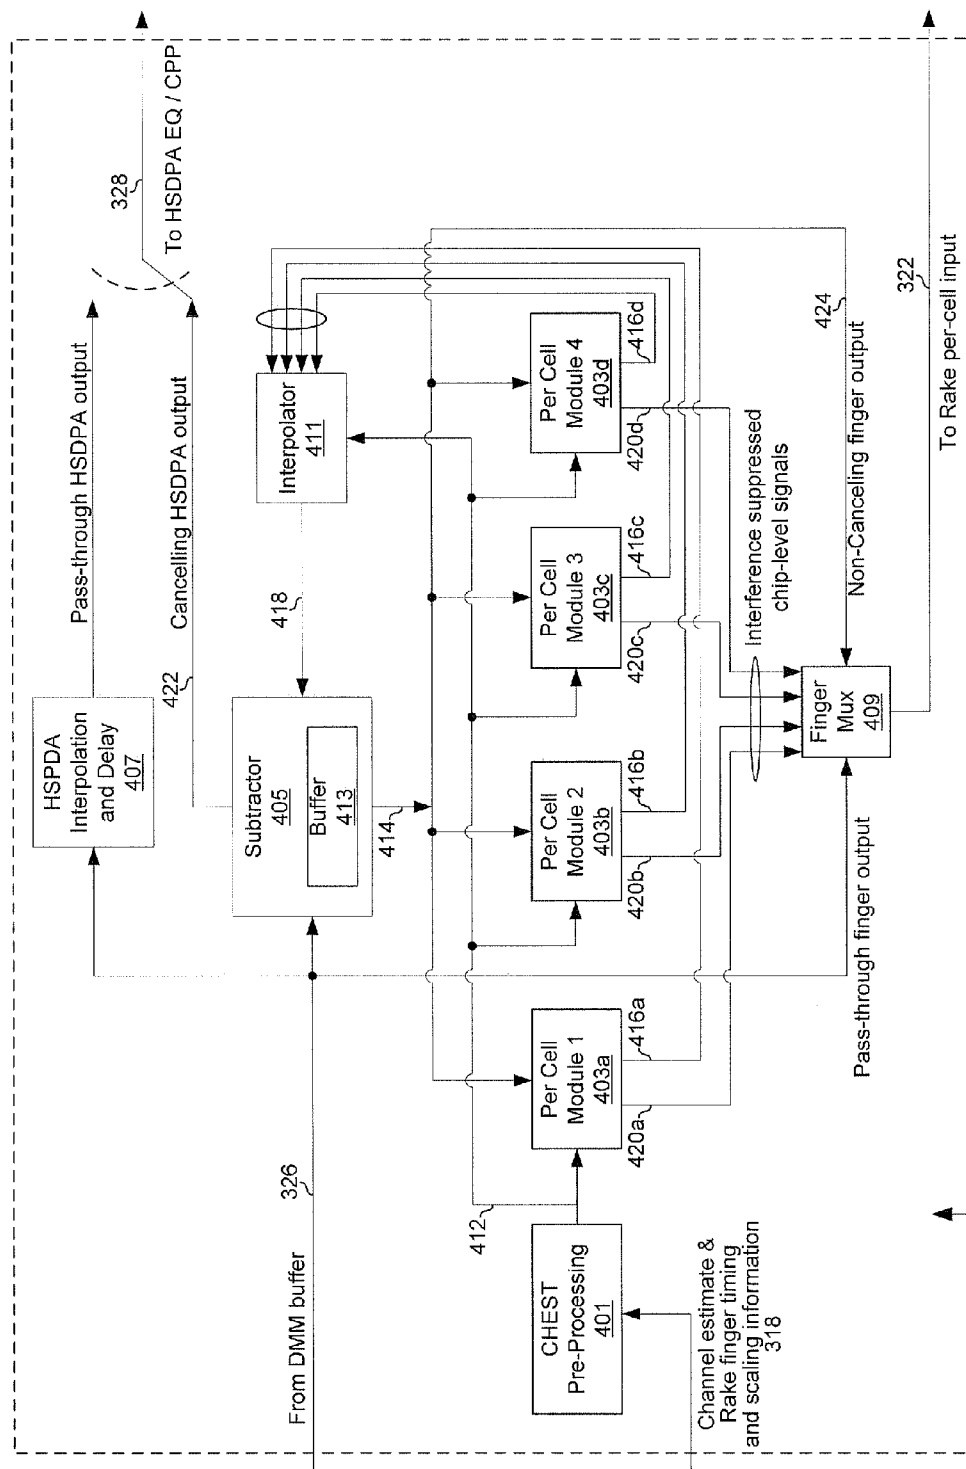 328
To HSDPA EQ / CPP
Pass-through HSDPA output
Cancelling HSDPA output
422
HSPDA
Interpolation
and Delay
407
Subtractor
405
Buffer
413
414
418
Interpolator
411
From DMM buffer
326
412
CHEST
Pre-Processing
401
Channel estimate &
Rake finger timing
and scaling information
318
Per Cell
Module 1
403a
420a
416a
Per Cell
Module 2
403b
420b
416b
Per Cell
Module 3
403c
420c
416c
Per Cell
Module 4
403d
420d
416d
Interference suppressed
chip-level signals
Pass-through finger output
Finger
Mux
409
Non-Canceling finger output
424
322
To Rake per-cell input